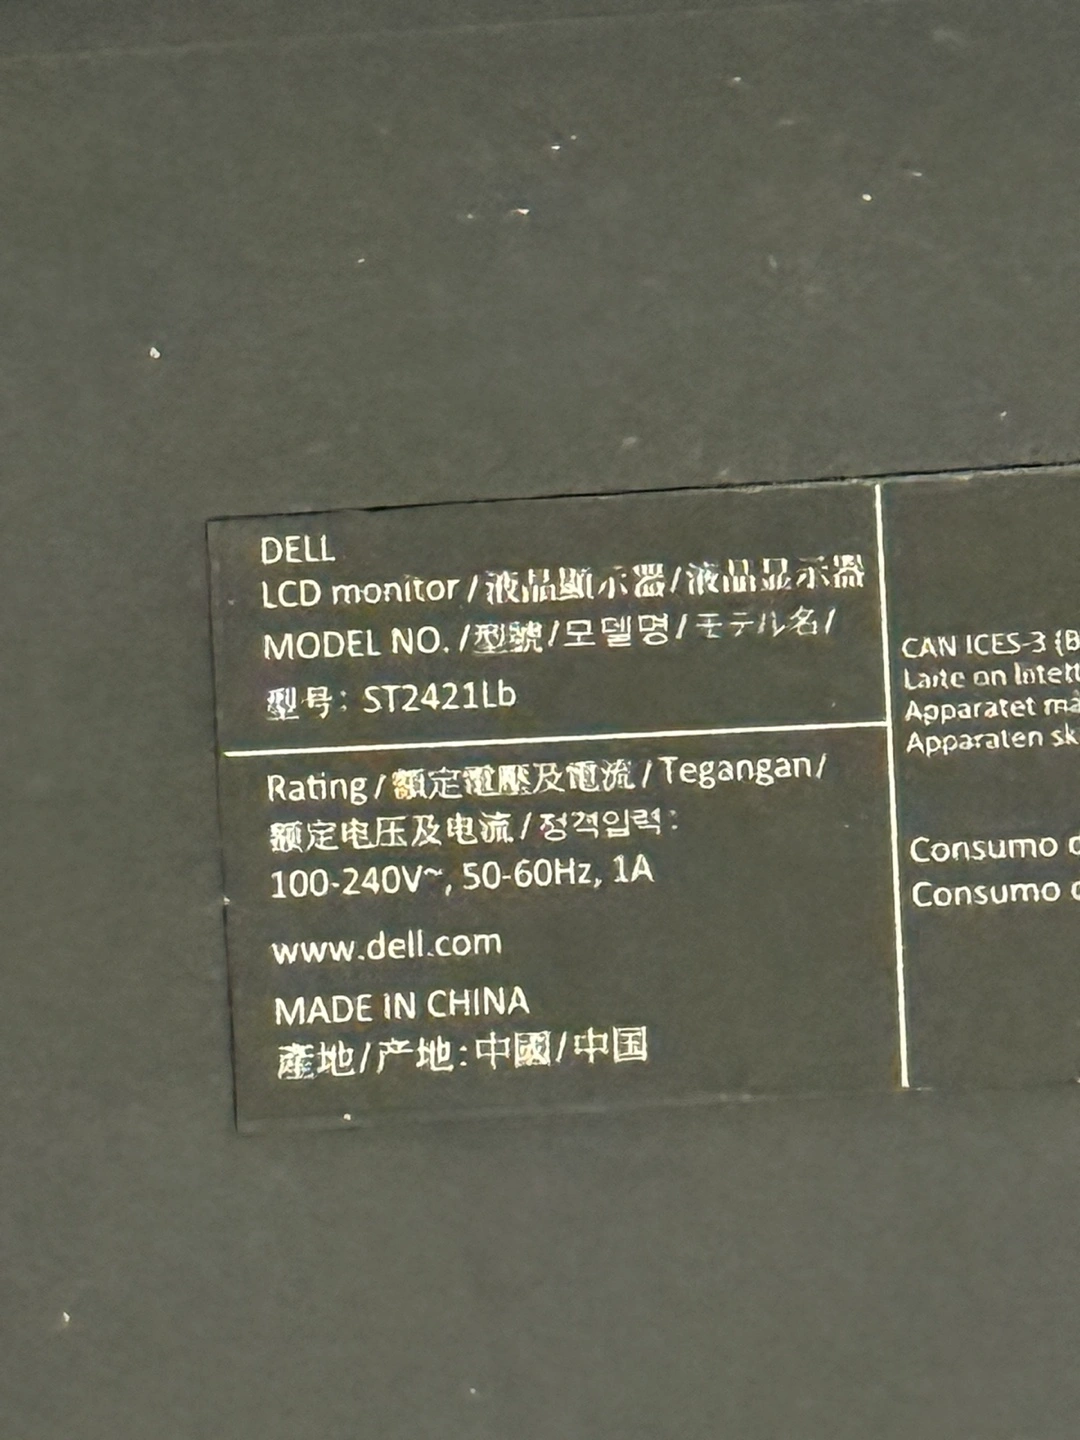 DELL
LCD monitor/液晶顯示器/液晶显示器
MODEL NO./型號/모델명/モデル名/
型号: ST2421Lb
Rating/額定電壓及電流/Tegangan/
额定电压及电流/정격입력:
100-240V~, 50-60Hz, 1A
www.dell.com
MADE IN CHINA
產地/产地:中國/中国
CAN ICES-3 (B
Apparatet må
Apparaten sk
Consumo d
Consumo d